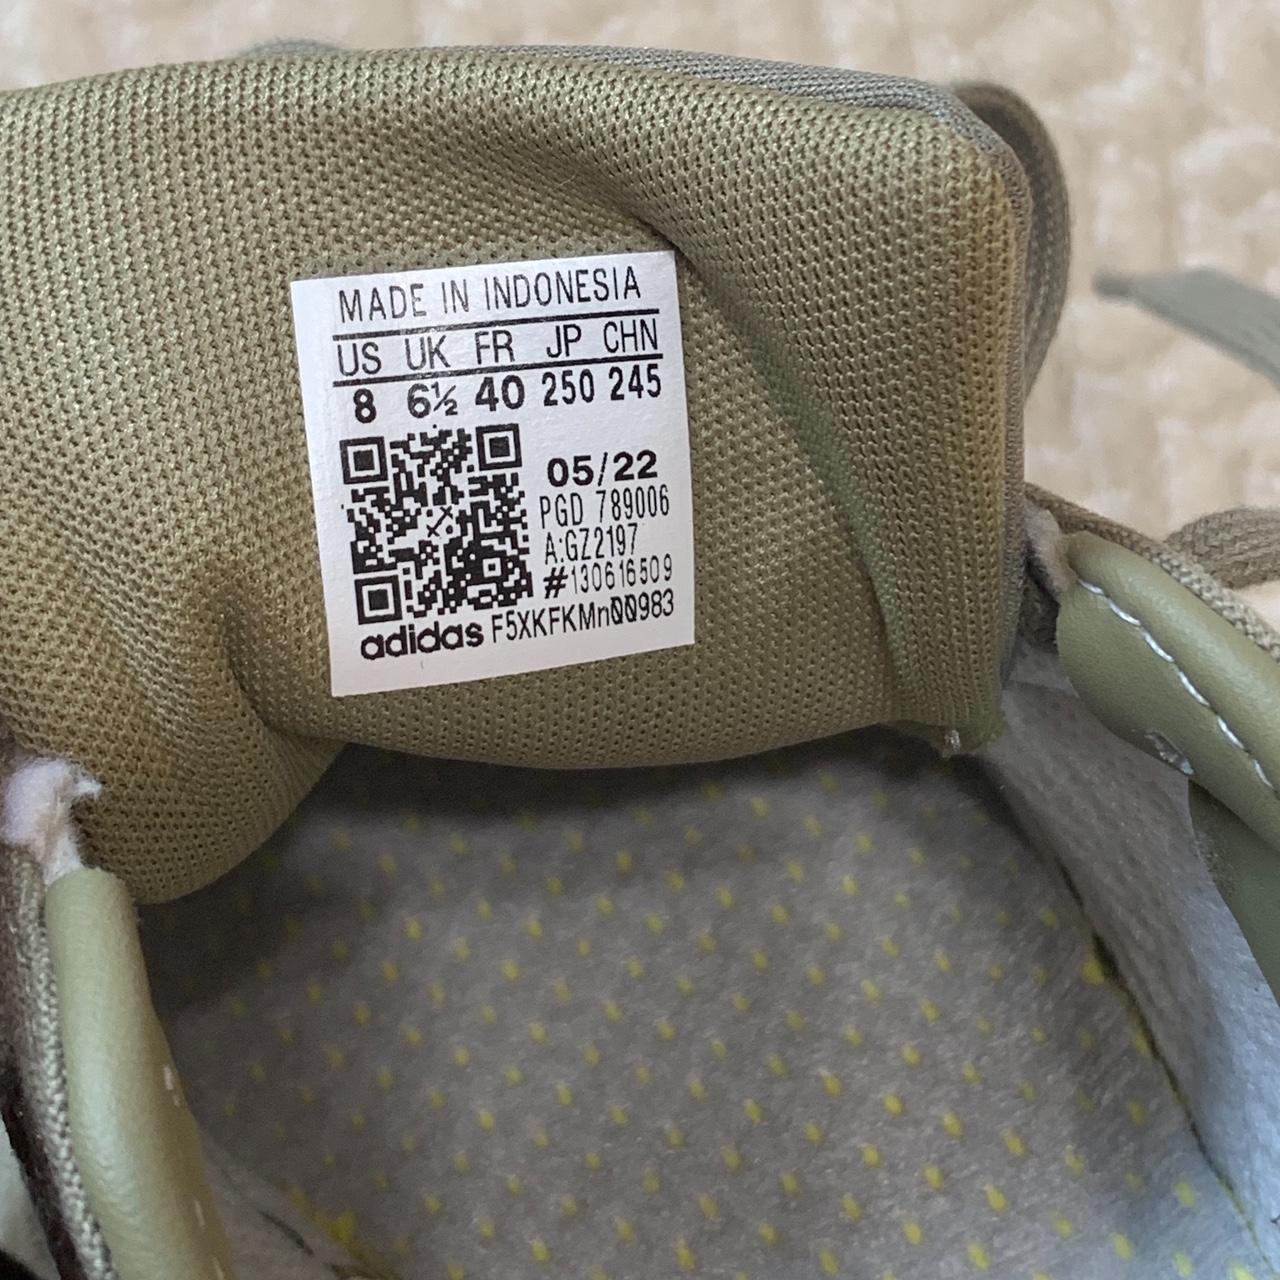 MADE IN INDONESIA
US UK FR JP CHN
8 6½ 40 250 245
05/22
PGD 789006
A:GZ2197
#130616509
adidas F5XKFKMn00983